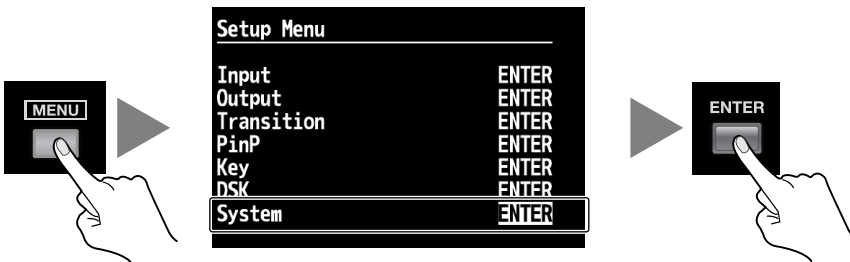 MENU
Setup Menu
Input ENTER
Output ENTER
Transition ENTER
PinP ENTER
Key ENTER
DSK ENTER
System ENTER
ENTER